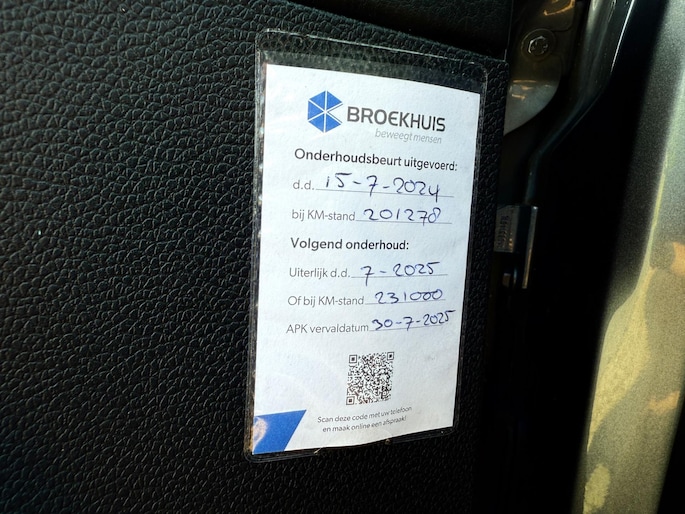 BROEKHUIS
beweegt mensen
Onderhoudsbeurt uitgevoerd:
d.d. 15-7-2024
bij KM-stand 201278
Volgend onderhoud:
Uiterlijk d.d. 7-2025
Of bij KM-stand 231000
APK vervaldatum 30-7-2025
Scan deze code met uw telefoon
en maak online een afspraak!